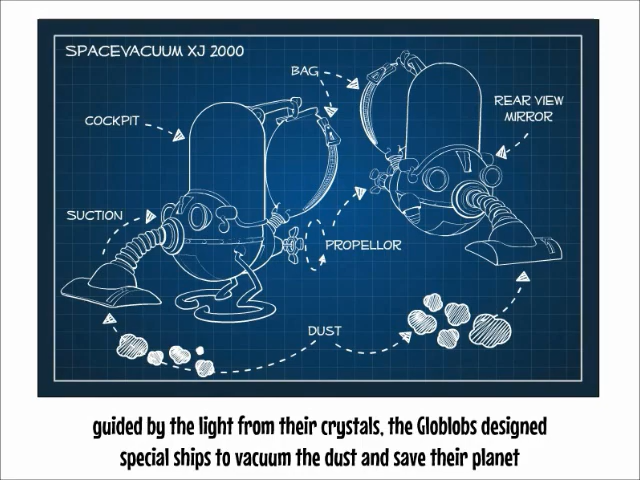 SPACEVACUUM XJ 2000
BAG
COCKPIT
REAR VIEW
MIRROR
SUCTION
PROPELLOR
DUST
guided by the light from their crystals, the Globlobs designed
special ships to vacuum the dust and save their planet